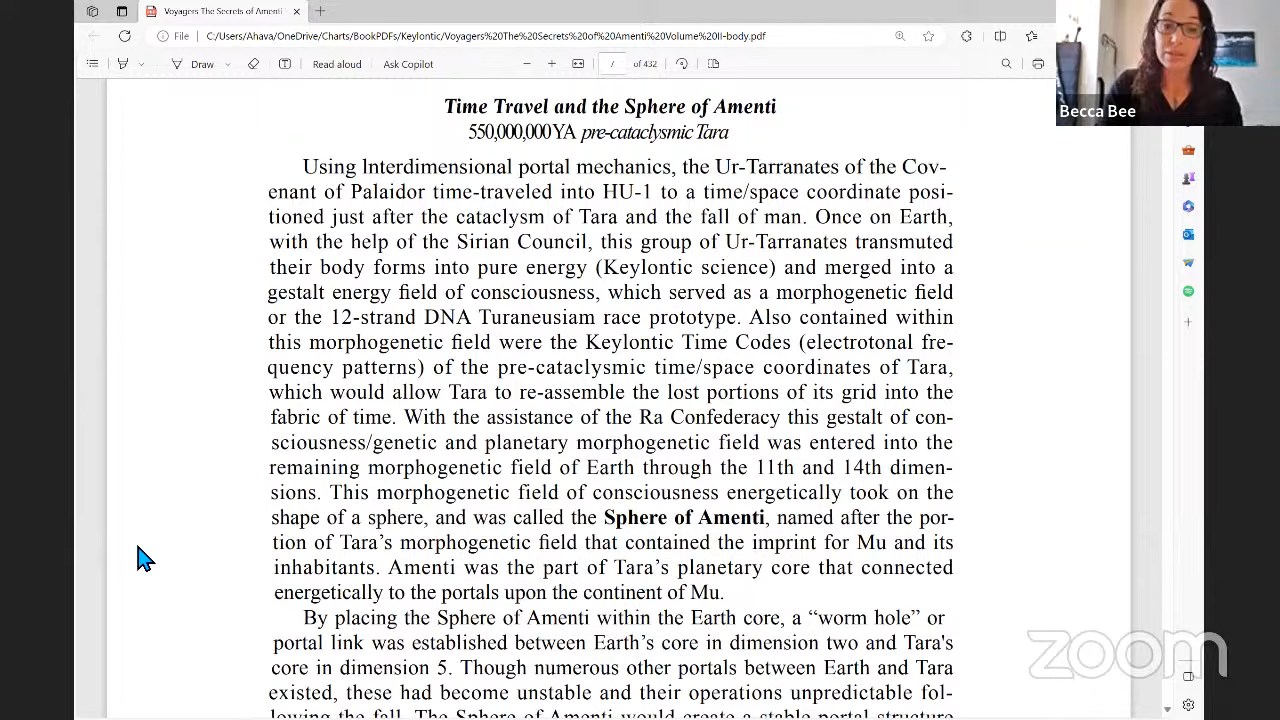 Voyagers The Secrets of Amenti
File
C:/Users/Ahava/OneDrive/Charts/BookPDFs/Keylontic/Voyagers%20The%20Secrets%20of%20Amenti%20Volume%20II-body.pdf
Draw
Read aloud
Ask Copilot
of 432
Becca Bee
Time Travel and the Sphere of Amenti
550,000,000YA pre-cataclysmic Tara
Using Interdimensional portal mechanics, the Ur-Tarranates of the Cov-
enant of Palaidor time-traveled into HU-1 to a time/space coordinate posi-
tioned just after the cataclysm of Tara and the fall of man. Once on Earth,
with the help of the Sirian Council, this group of Ur-Tarranates transmuted
their body forms into pure energy (Keylontic science) and merged into a
gestalt energy field of consciousness, which served as a morphogenetic field
or the 12-strand DNA Turaneusiam race prototype. Also contained within
this morphogenetic field were the Keylontic Time Codes (electrotonal fre-
quency patterns) of the pre-cataclysmic time/space coordinates of Tara,
which would allow Tara to re-assemble the lost portions of its grid into the
fabric of time. With the assistance of the Ra Confederacy this gestalt of con-
sciousness/genetic and planetary morphogenetic field was entered into the
remaining morphogenetic field of Earth through the 11th and 14th dimen-
sions. This morphogenetic field of consciousness energetically took on the
shape of a sphere, and was called the Sphere of Amenti, named after the por-
tion of Tara's morphogenetic field that contained the imprint for Mu and its
inhabitants. Amenti was the part of Tara's planetary core that connected
energetically to the portals upon the continent of Mu.
By placing the Sphere of Amenti within the Earth core, a “worm hole” or
portal link was established between Earth's core in dimension two and Tara's
core in dimension 5. Though numerous other portals between Earth and Tara
existed, these had become unstable and their operations unpredictable fol-
lowing the fall. The Sphere of Amenti would create a stable portal structure
zoom